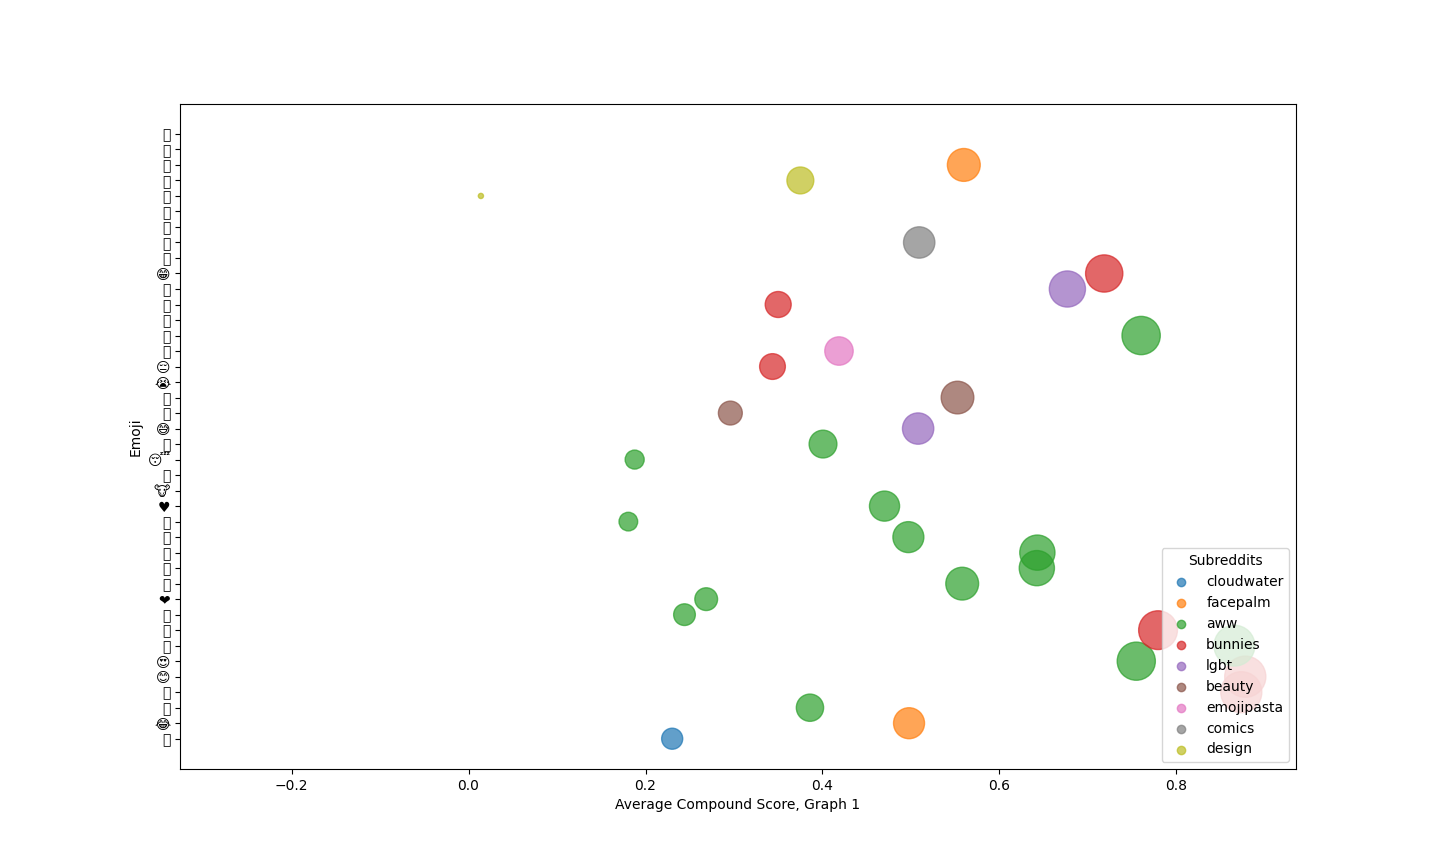 😁
😔
😭
😅
😴
🐮
♥
❤
😍
😊
😂
Emoji
−0.2 0.0 0.2 0.4 0.6 0.8
Average Compound Score, Graph 1
Subreddits
cloudwater
facepalm
aww
bunnies
lgbt
beauty
emojipasta
comics
design